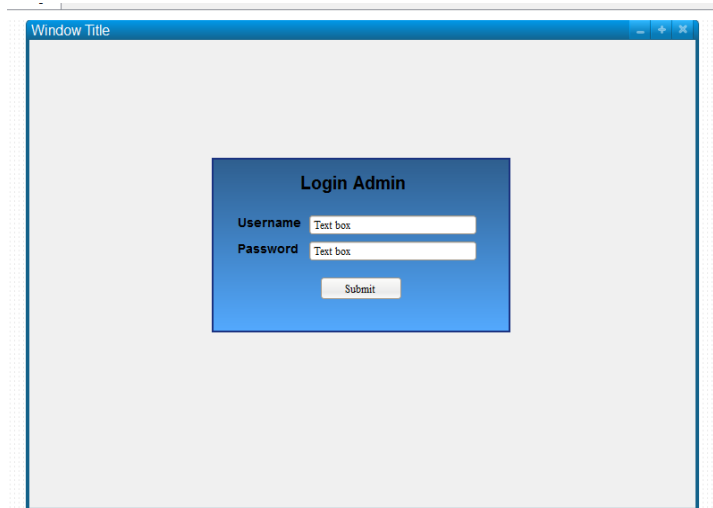 Window Title
Login Admin
Username Text box
Password Text box
Submit